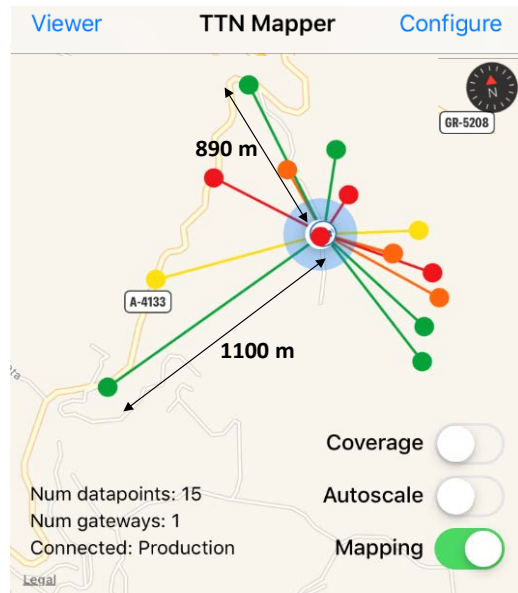 Viewer
TTN Mapper
Configure
N
GR-5208
890 m
A-4133
1100 m
ta
Coverage
Num datapoints: 15
Autoscale
Num gateways: 1
Connected: Production
Mapping
Legal